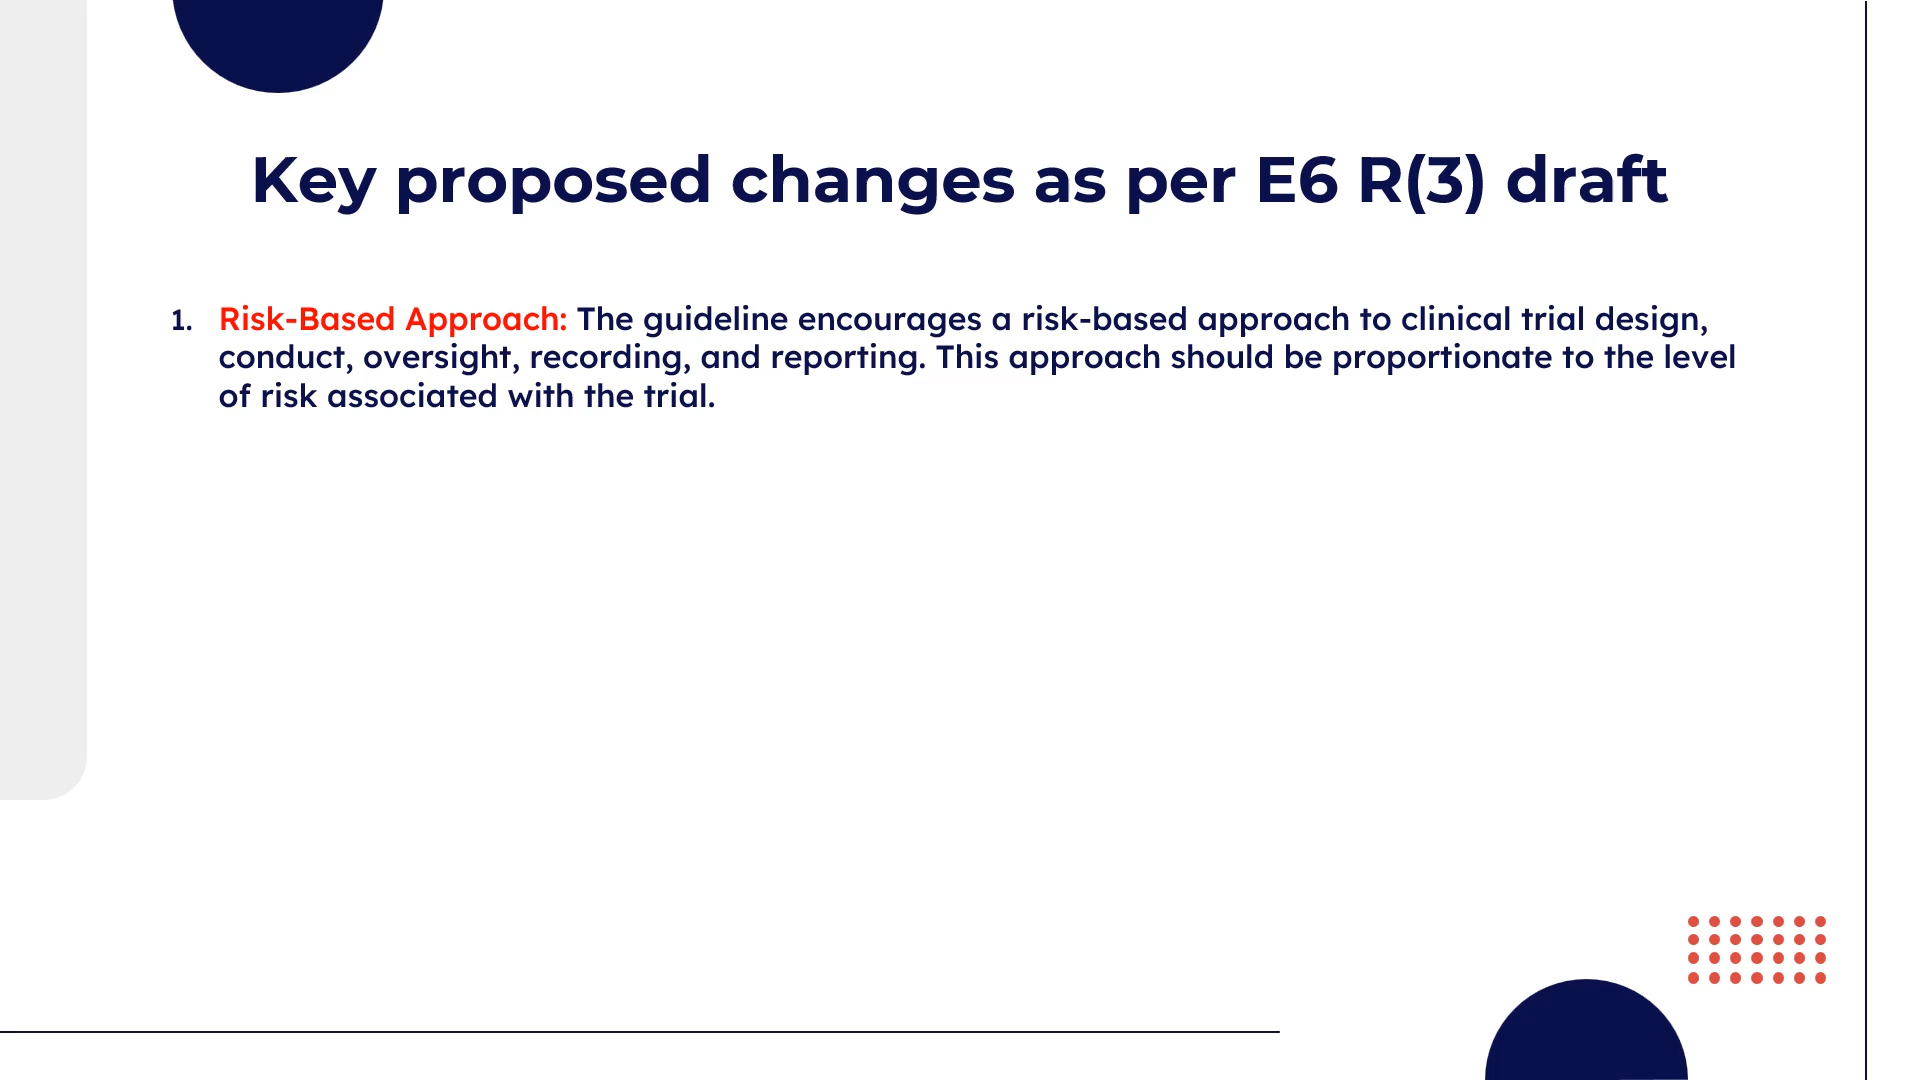 Key proposed changes as per E6 R(3) draft
1. Risk-Based Approach: The guideline encourages a risk-based approach to clinical trial design,
conduct, oversight, recording, and reporting. This approach should be proportionate to the level
of risk associated with the trial.